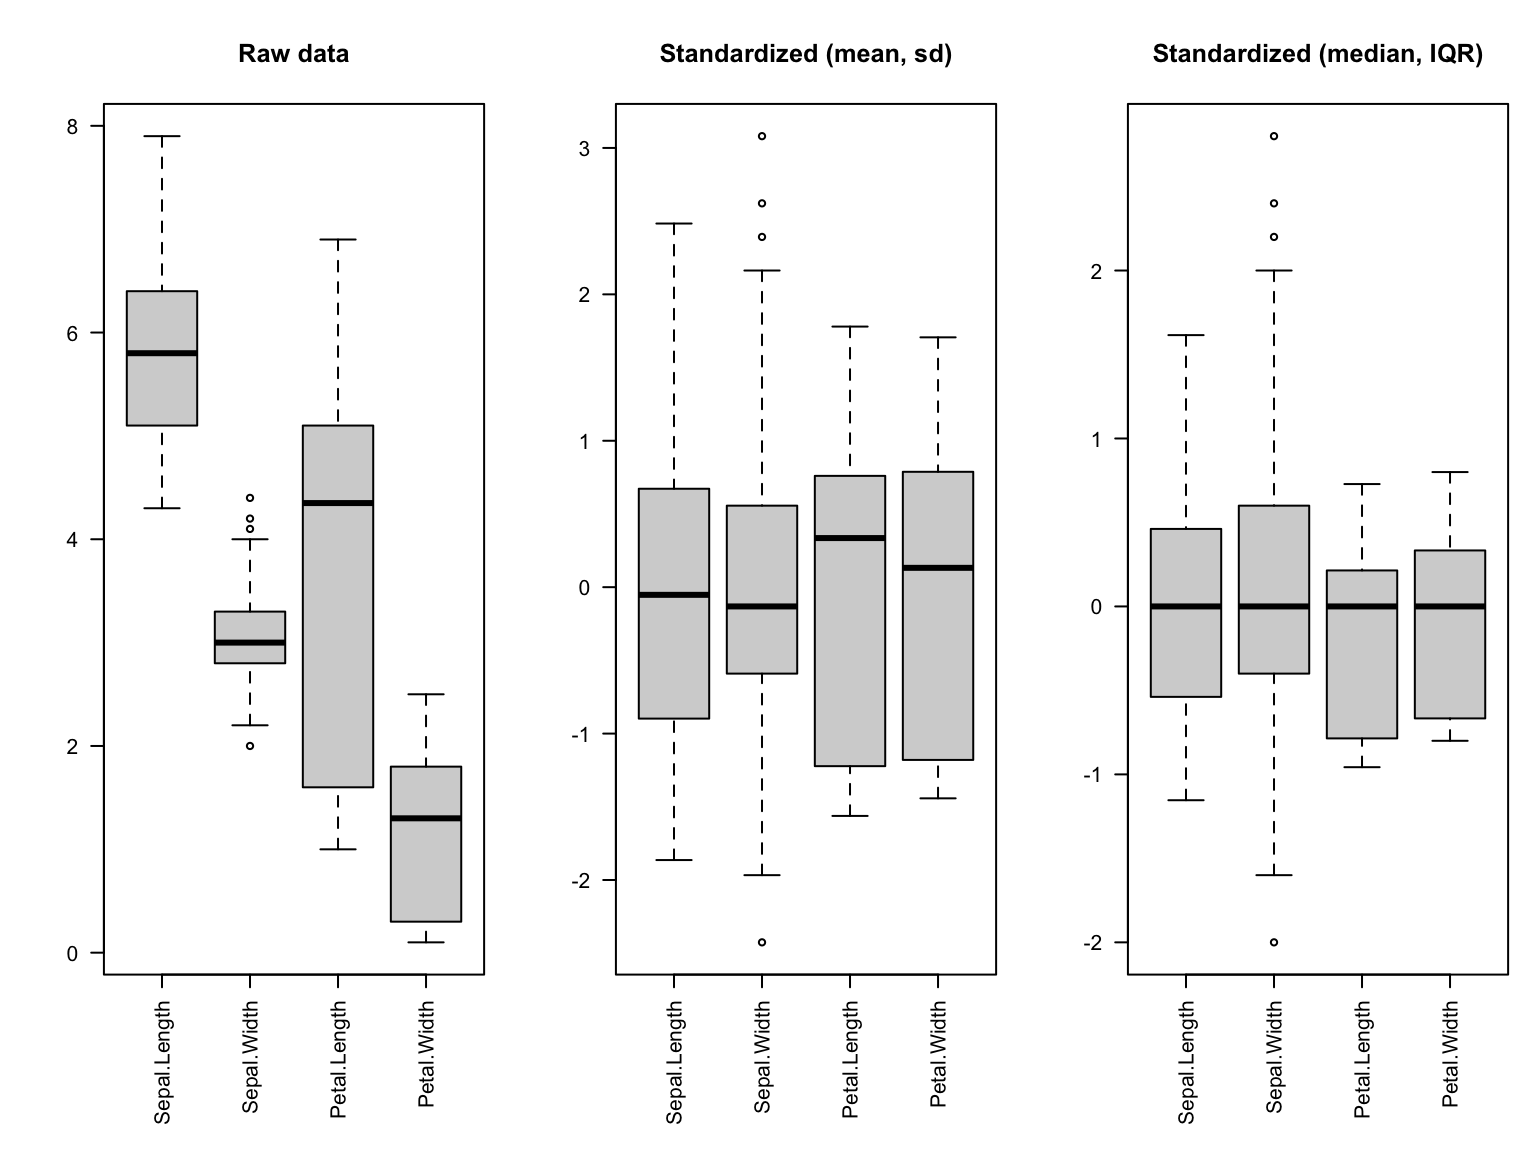 Raw data
8
6
4
2
0
Sepal.Length
Sepal.Width
Petal.Length
Petal.Width
Standardized (mean, sd)
3
2
1
0
-1
-2
Sepal.Length
Sepal.Width
Petal.Length
Petal.Width
Standardized (median, IQR)
2
1
0
-1
-2
Sepal.Length
Sepal.Width
Petal.Length
Petal.Width